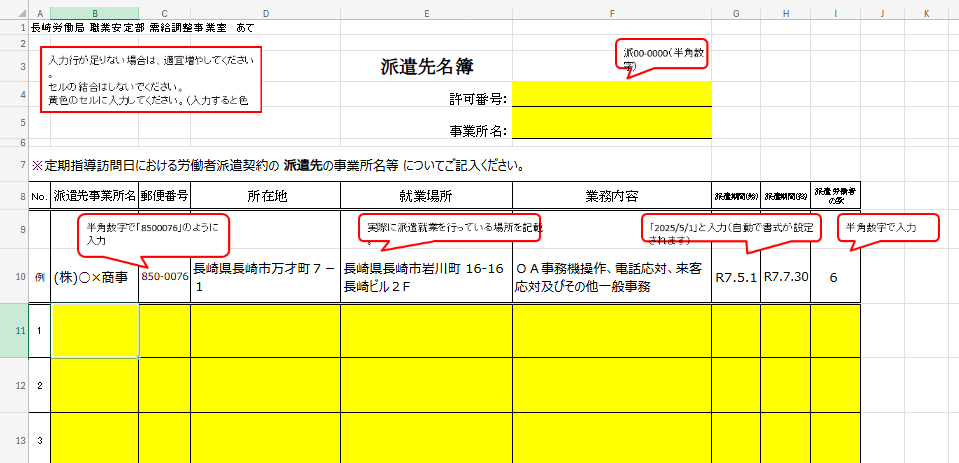 A B C D E F G H I J K
1 長崎労働局 職業安定部 需給調整事業室 あて
2
入力行が足りない場合は、適宜増やしてください
。
セルの結合はしないでください。
黄色のセルに入力してください。(入力すると色
派00-0000(半角数
字)
3 派遣先名簿
4 許可番号:
5 事業所名:
6
7 ※定期指導訪問日における労働者派遣契約の 派遣先の事業所名等 についてご記入ください。
8 No. 派遣先事業所名 郵便番号 所在地 就業場所 業務内容 派遣期間(始) 派遣期間(終) 派遣労働者
の数
9
半角数字で「8500076」のように
入力
実際に派遣就業を行っている場所を記載
。
「2025/5/1」と入力(自動で書式が設定
されます)
半角数字で入力
10 例 (株)○×商事 850-0076 長崎県長崎市万才町7-
1
長崎県長崎市岩川町 16-16
長崎ビル2F
OA事務機操作、電話応対、来客
応対及びその他一般事務
R7.5.1 R7.7.30 6
11 1
12 2
13 3